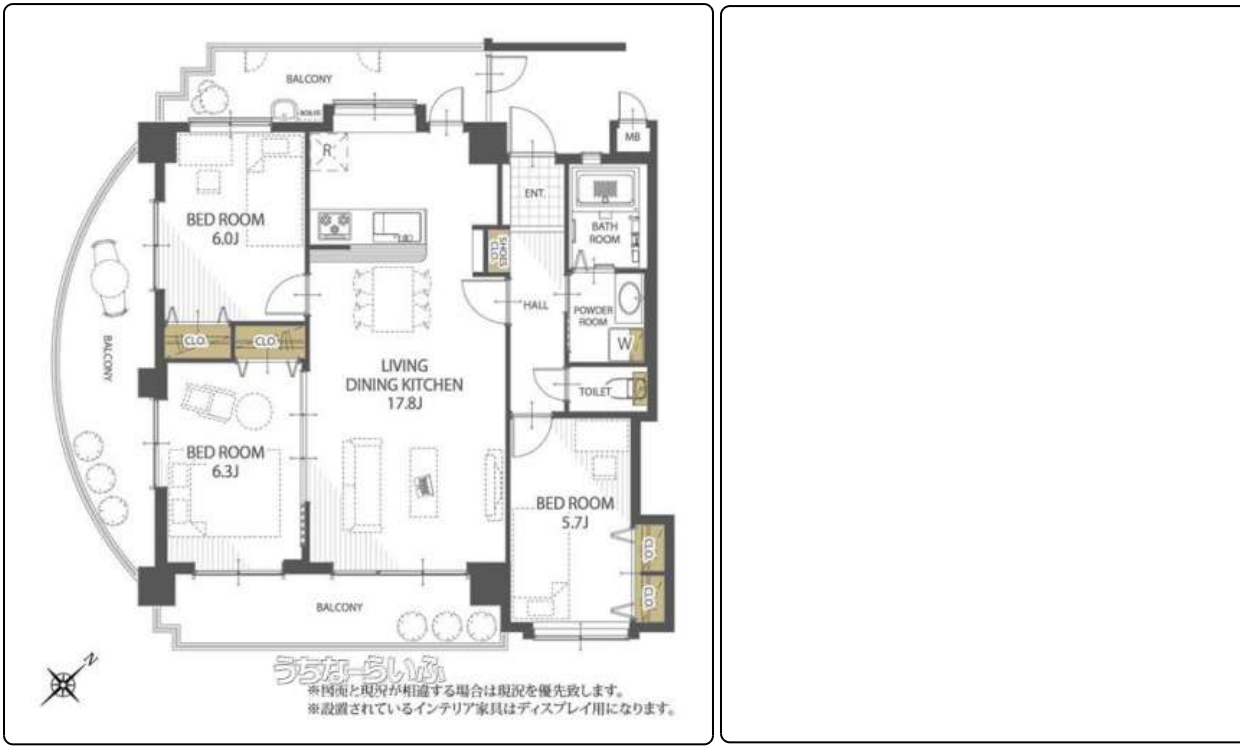 BALCONY
MB
R
ENT.
BED ROOM
6.0J
BATH
ROOM
SHOES
CLO.
HALL
POWDER
ROOM
CLO.
CLO.
W
BALCONY
LIVING
DINING KITCHEN
17.8J
TOILET
BED ROOM
6.3J
BED ROOM
5.7J
CLO.
CLO.
BALCONY
N
うちなーらいふ
※図面と現況が相違する場合は現況を優先致します。
※設置されているインテリア家具はディスプレイ用になります。